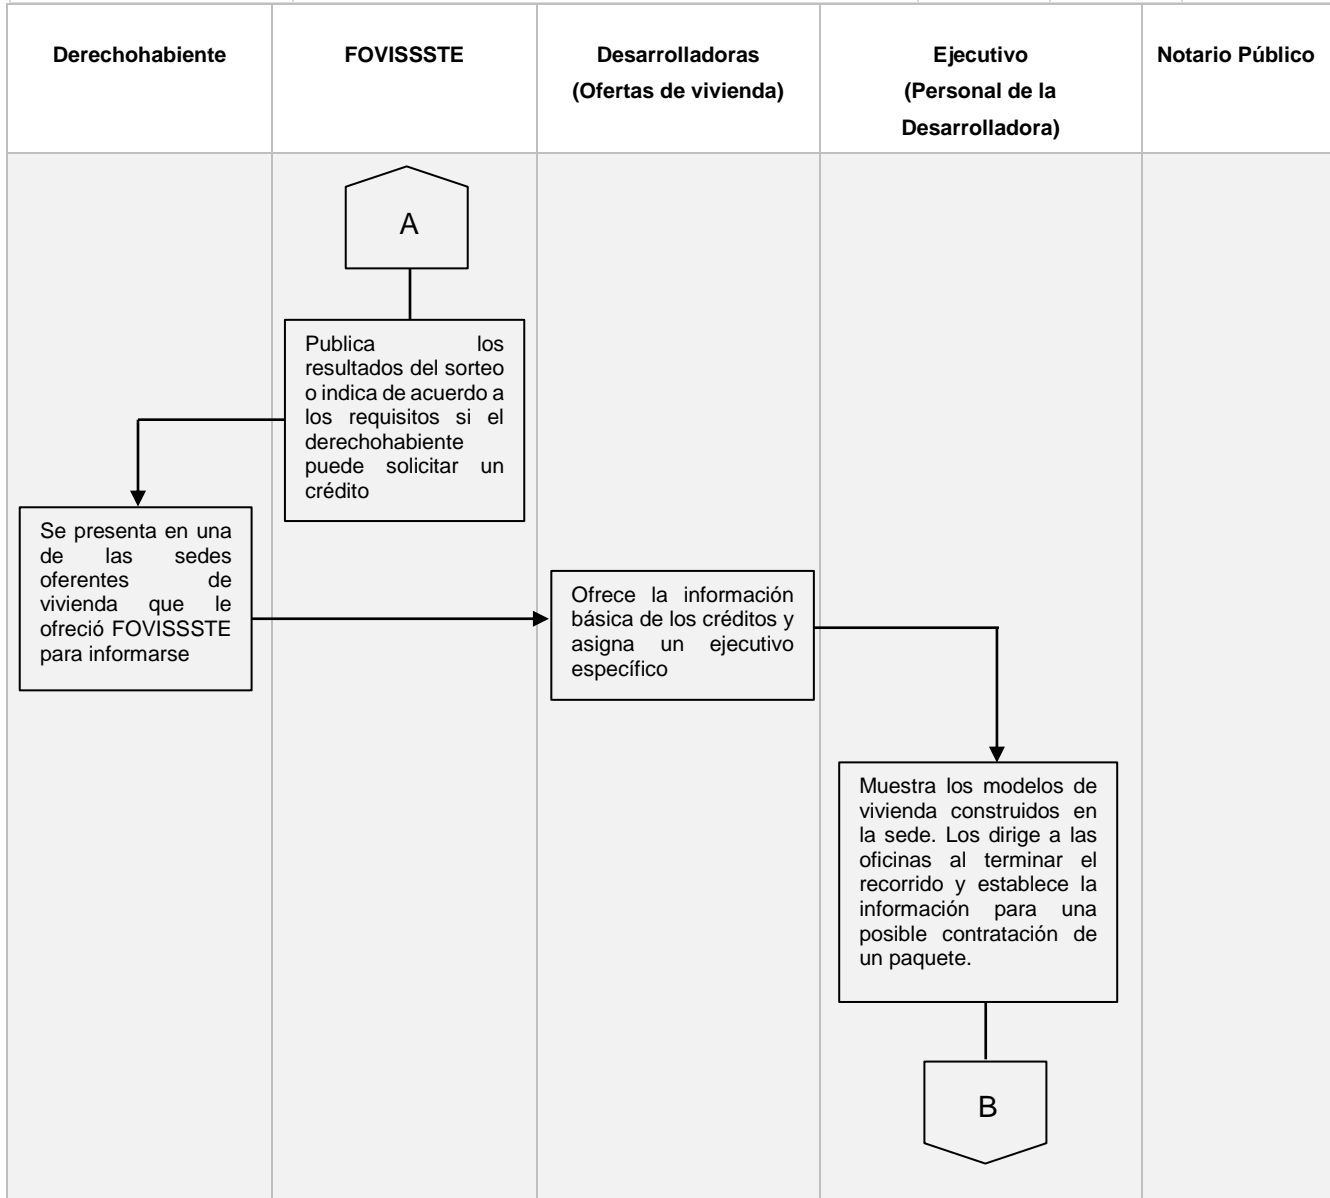 Derechohabiente
FOVISSSTE
Desarrolladoras
(Ofertas de vivienda)
Ejecutivo
(Personal de la
Desarrolladora)
Notario Público
A
Publica los
resultados del sorteo
o indica de acuerdo a
los requisitos si el
derechohabiente
puede solicitar un
crédito
Se presenta en una
de las sedes
oferentes de
vivienda que le
ofreció FOVISSSTE
para informarse
Ofrece la información
básica de los créditos y
asigna un ejecutivo
específico
Muestra los modelos de
vivienda construidos en
la sede. Los dirige a las
oficinas al terminar el
recorrido y establece la
información para una
posible contratación de
un paquete.
B